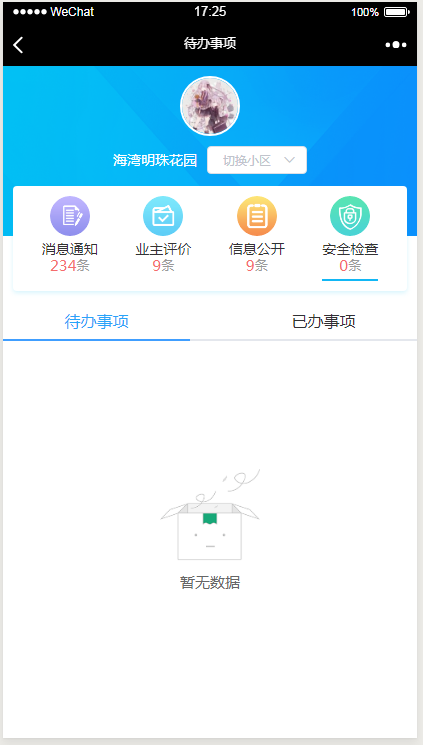 WeChat 17:25 100%
待办事项
海湾明珠花园 切换小区
消息通知 业主评价 信息公开 安全检查
234条 9条 9条 0条
待办事项 已办事项
暂无数据